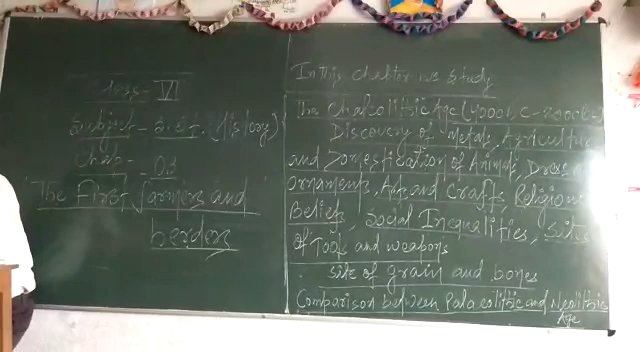 Class - VI
Subject - S.S.T. (History)
Chap - 03
"The First Farmers and
herders
In this chapter we study
The Chalcolithic Age (4000
Discovery of Metals, Agriculture
and Domestication of Animals, Dress
ornaments, Art and Crafts, Religious
Beliefs, Social Inequalities, Sites
of Tools and weapons
site of grain and bones
Comparison between Palaeolithic and Neolithic
Age